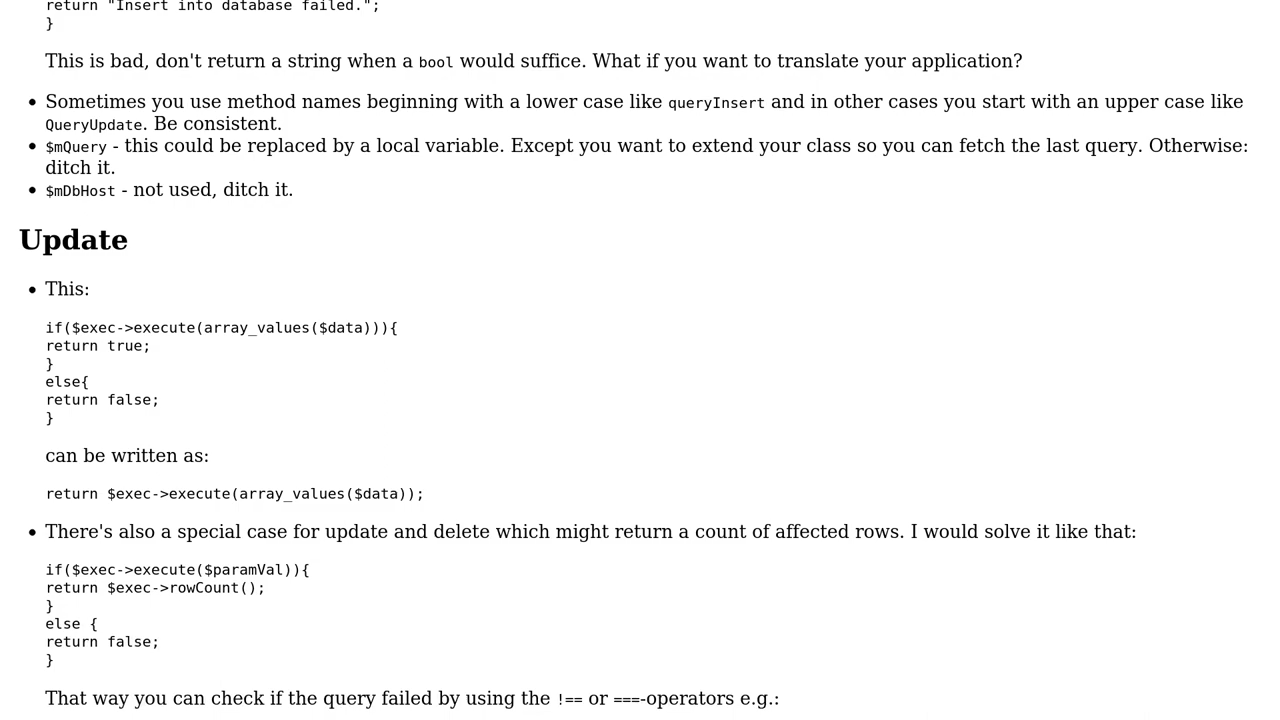 return "Insert into database failed.";
}
This is bad, don't return a string when a bool would suffice. What if you want to translate your application?
• Sometimes you use method names beginning with a lower case like queryInsert and in other cases you start with an upper case like
QueryUpdate. Be consistent.
• $mQuery - this could be replaced by a local variable. Except you want to extend your class so you can fetch the last query. Otherwise:
ditch it.
• $mDbHost - not used, ditch it.
Update
• This:
if($exec->execute(array_values($data))){
return true;
}
else{
return false;
}
can be written as:
return $exec->execute(array_values($data));
• There's also a special case for update and delete which might return a count of affected rows. I would solve it like that:
if($exec->execute($paramVal)){
return $exec->rowCount();
}
else {
return false;
}
That way you can check if the query failed by using the !== or ===-operators e.g.: